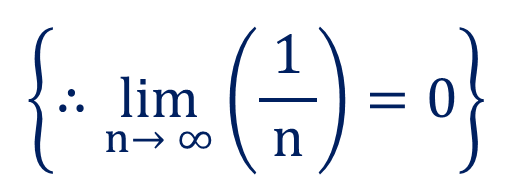 {∴ lim n→ ∞ (1/n) = 0}